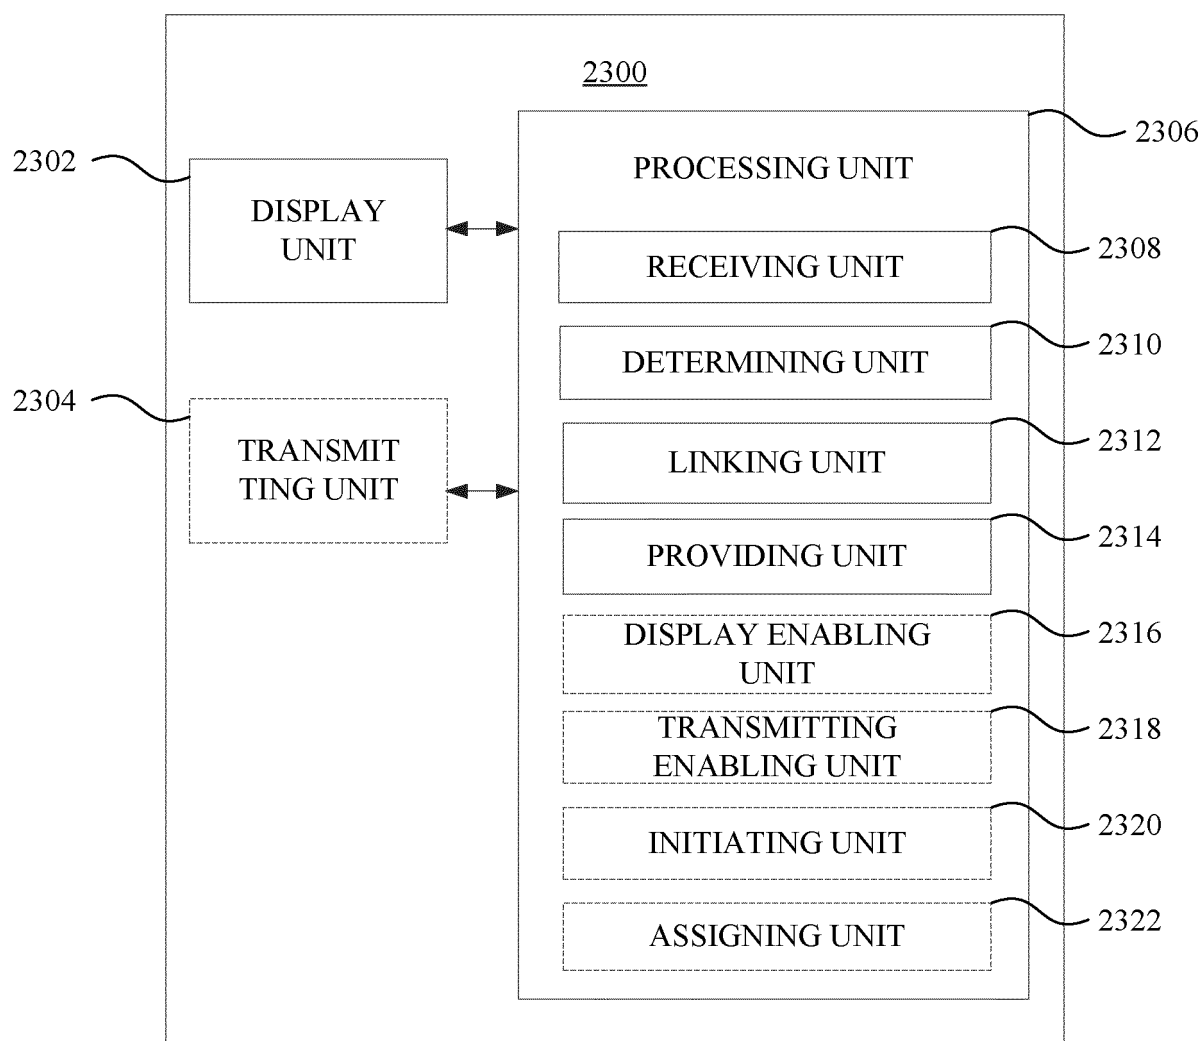 2300
2306
2302
PROCESSING UNIT
DISPLAY
UNIT
RECEIVING UNIT
2308
DETERMINING UNIT
2310
2304
TRANSMIT
TING UNIT
LINKING UNIT
2312
PROVIDING UNIT
2314
DISPLAY ENABLING
UNIT
2316
TRANSMITTING
ENABLING UNIT
2318
INITIATING UNIT
2320
ASSIGNING UNIT
2322